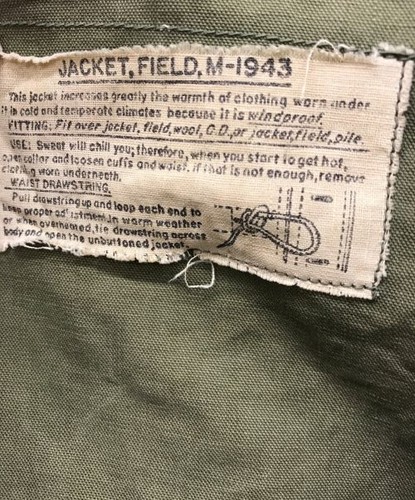 JACKET, FIELD, M-1943
This jacket increases greatly the warmth of clothing worn under
it in cold and temperate climates because it is windproof.
FITTING: Fit over jacket, field, wool, O.D., or jacket, field, pile.
USE: Sweat will chill you; therefore, when you start to get hot,
open collar and loosen cuffs and waist. if that is not enough, remove
clothing worn underneath.
WAIST DRAWSTRING.
Pull drawstring up and loop each end to
keep proper adjustment. in warm weather
or when overheated, tie drawstring across
body and open the unbuttoned jacket.